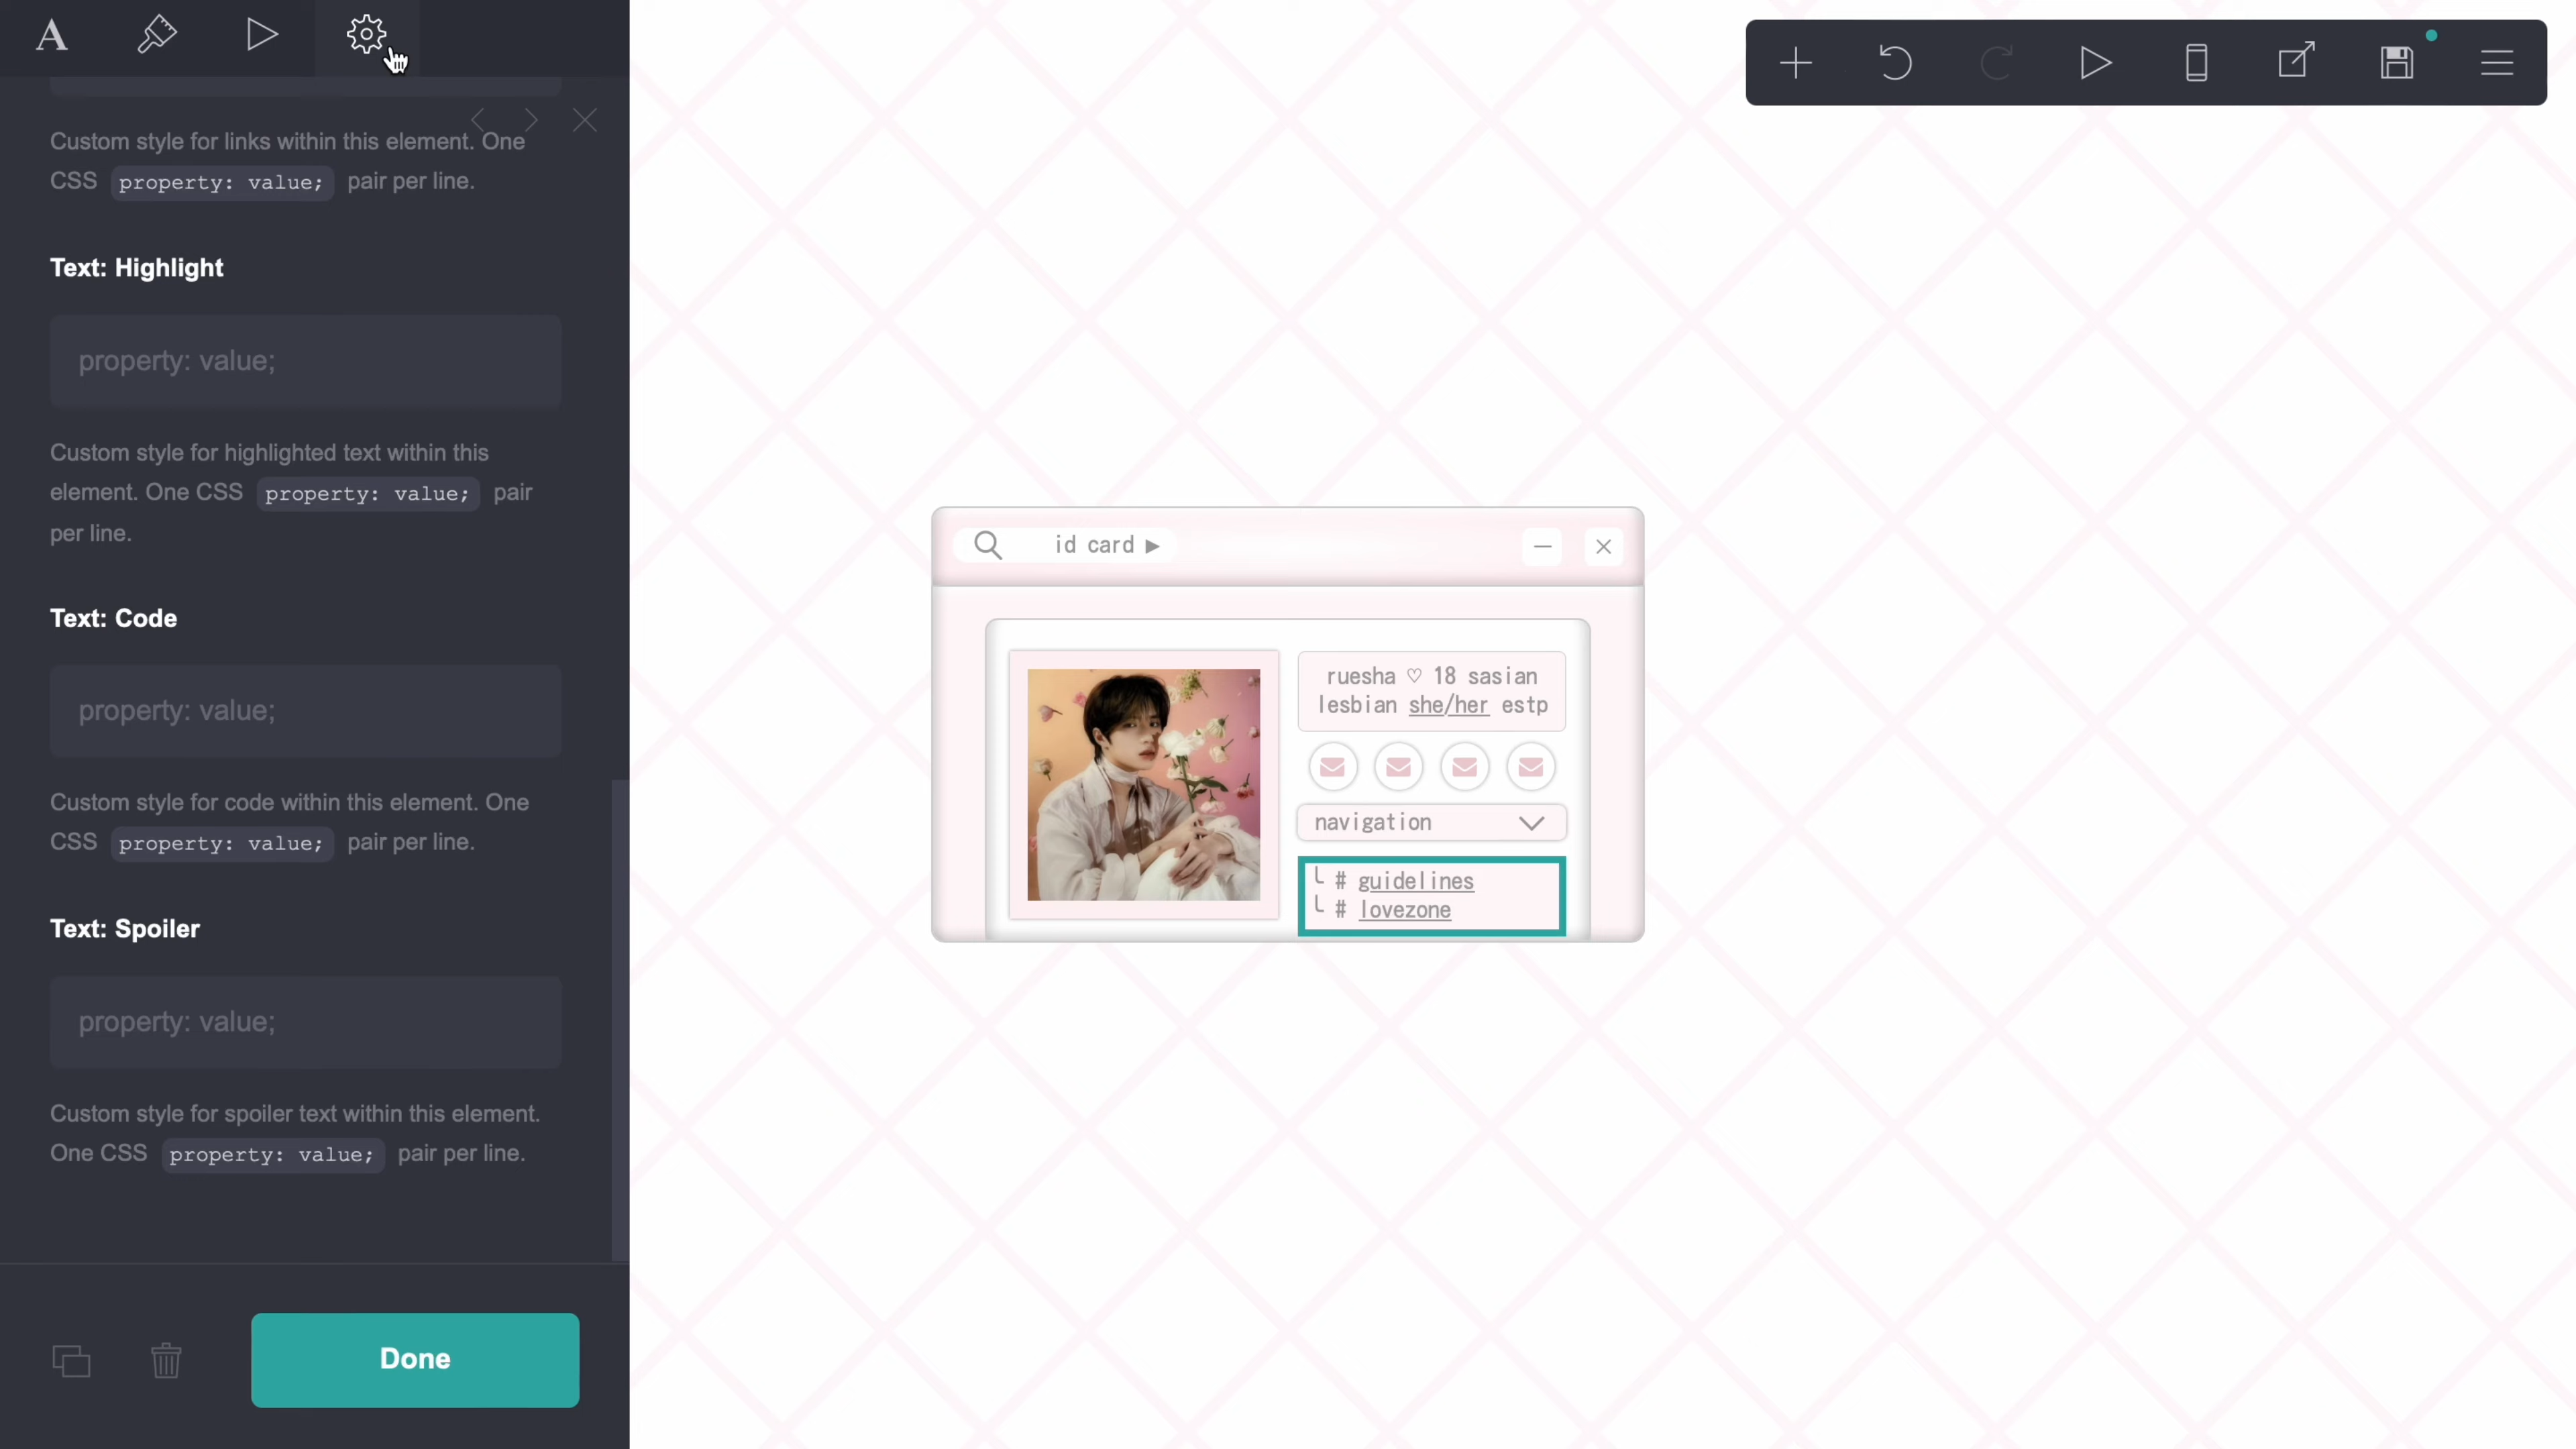 A
Custom style for links within this element. One
CSS property: value; pair per line.
Text: Highlight
property: value;
Custom style for highlighted text within this
element. One CSS property: value; pair
per line.
Text: Code
property: value;
Custom style for code within this element. One
CSS property: value; pair per line.
Text: Spoiler
property: value;
Custom style for spoiler text within this element.
One CSS property: value; pair per line.
Done
id card ▶
ruesha ♡ 18 sasian
lesbian she/her estp
navigation
╰ # guidelines
╰ # lovezone